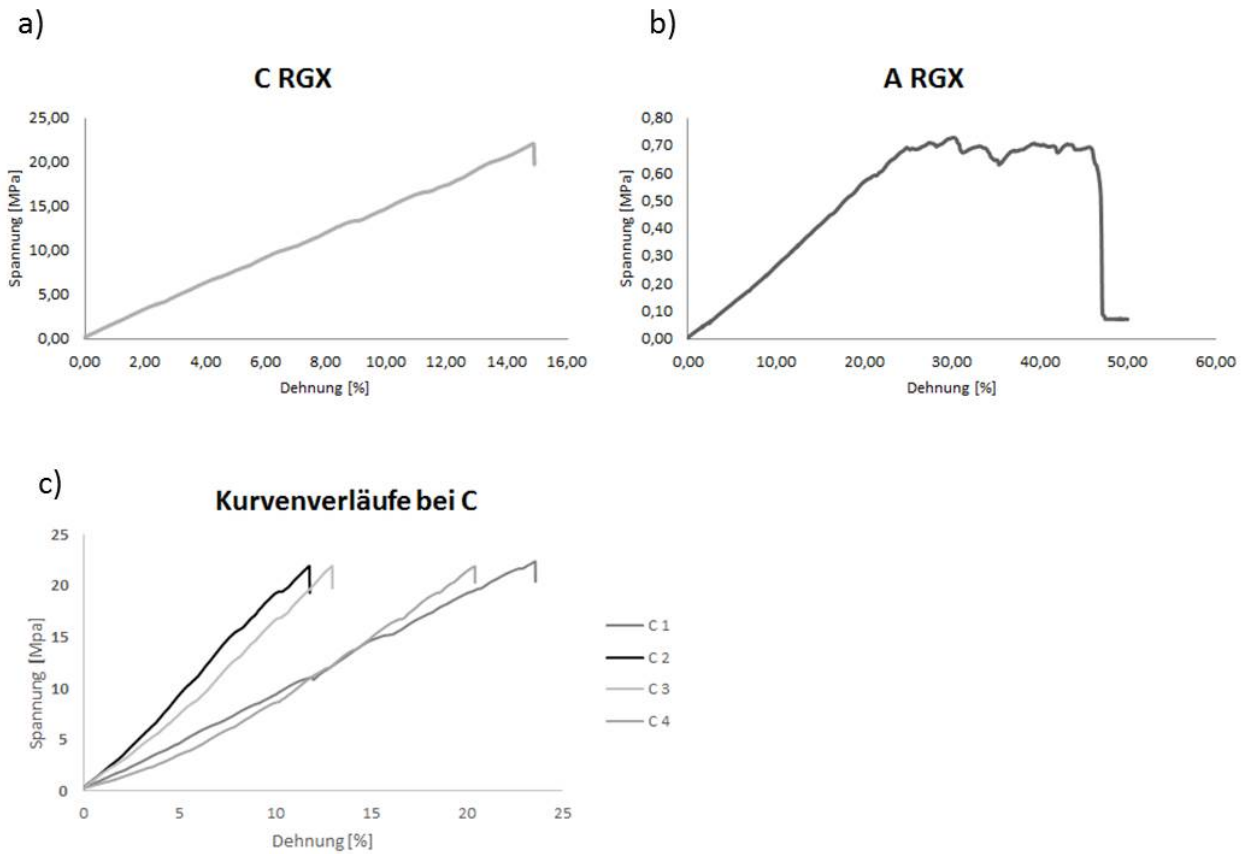 a)
C RGX
25,00
20,00
15,00
10,00
5,00
0,00
Spannung [MPa]
0,00 2,00 4,00 6,00 8,00 10,00 12,00 14,00 16,00
Dehnung [%]
b)
A RGX
0,80
0,70
0,60
0,50
0,40
0,30
0,20
0,10
0,00
Spannung [MPa]
0,00 10,00 20,00 30,00 40,00 50,00 60,00
Dehnung [%]
c)
Kurvenverläufe bei C
25
20
15
10
5
0
Spannung [Mpa]
0 5 10 15 20 25
Dehnung [%]
C 1
C 2
C 3
C 4